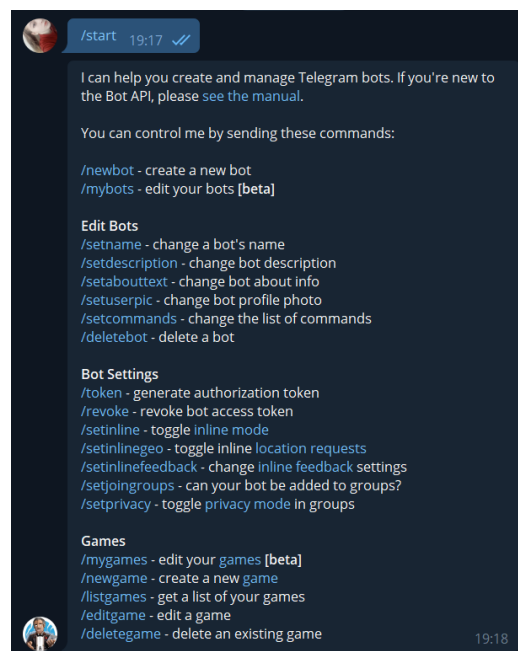 /start 19:17
I can help you create and manage Telegram bots. If you're new to
the Bot API, please see the manual.
You can control me by sending these commands:
/newbot - create a new bot
/mybots - edit your bots [beta]
Edit Bots
/setname - change a bot's name
/setdescription - change bot description
/setabouttext - change bot about info
/setuserpic - change bot profile photo
/setcommands - change the list of commands
/deletebot - delete a bot
Bot Settings
/token - generate authorization token
/revoke - revoke bot access token
/setinline - toggle inline mode
/setinlinegeo - toggle inline location requests
/setinlinefeedback - change inline feedback settings
/setjoingroups - can your bot be added to groups?
/setprivacy - toggle privacy mode in groups
Games
/mygames - edit your games [beta]
/newgame - create a new game
/listgames - get a list of your games
/editgame - edit a game
/deletegame - delete an existing game 19:18